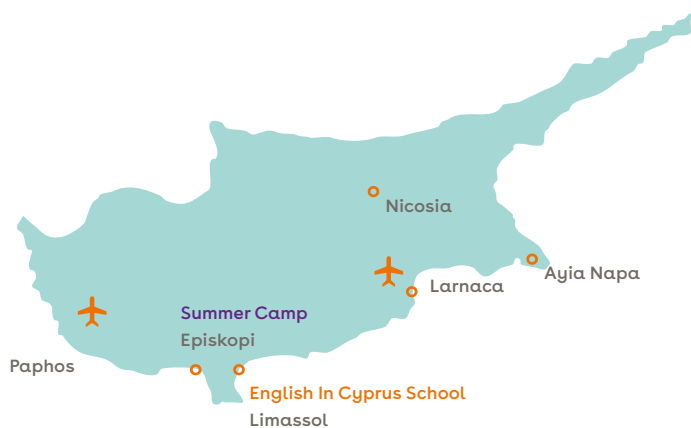 Nicosia
Ayia Napa
Larnaca
Summer Camp
Episkopi
Paphos
English In Cyprus School
Limassol